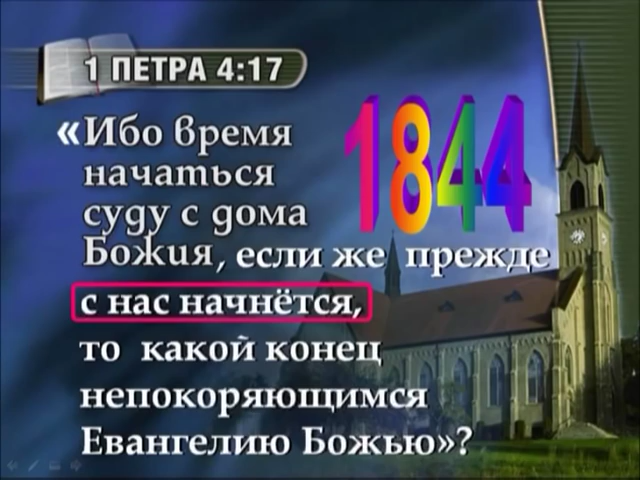 1 ПЕТРА 4:17
1844
«Ибо время
начаться
суду с дома
Божия, если же прежде
с нас начнётся,
то какой конец
непокоряющимся
Евангелию Божью»?